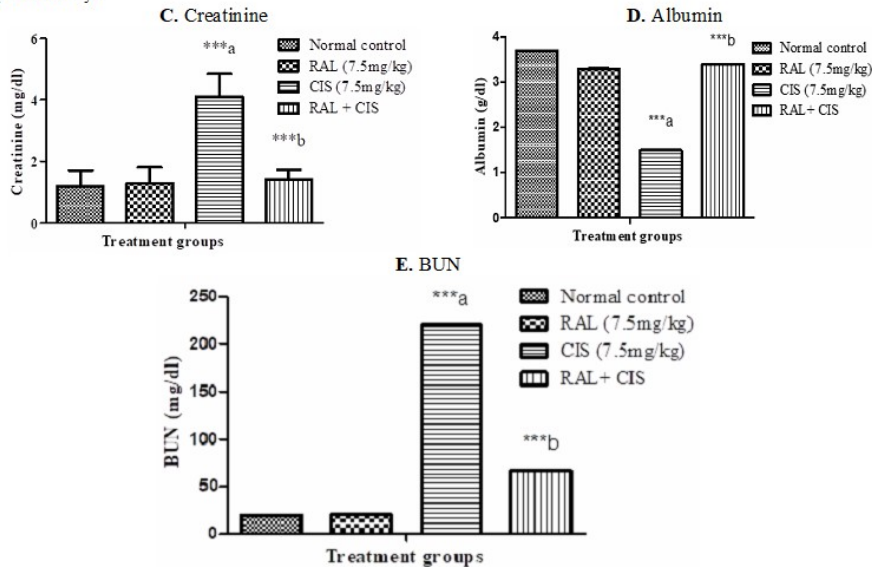 C. Creatinine
6
4
2
0
Creatinine (mg/dl)
***a
***b
Normal control
RAL (7.5mg/kg)
CIS (7.5mg/kg)
RAL + CIS
Treatment groups
D. Albumin
4
3
2
1
0
Albumin (g/dl)
***a
***b
Normal control
RAL (7.5mg/kg)
CIS (7.5mg/kg)
RAL + CIS
Treatment groups
E. BUN
250
200
150
100
50
0
BUN (mg/dl)
***a
***b
Normal control
RAL (7.5mg/kg)
CIS (7.5mg/kg)
RAL+ CIS
Treatment groups